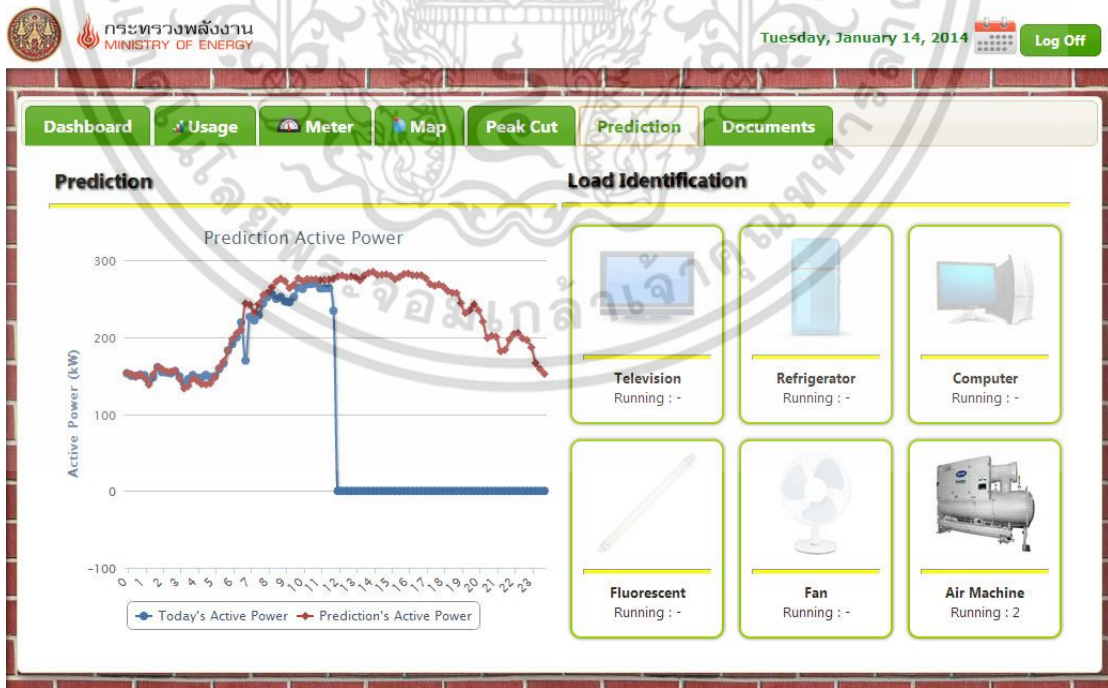 กระทรวงพลังงาน
MINISTRY OF ENERGY
Tuesday, January 14, 2014
Log Off
Dashboard
Usage
Meter
Map
Peak Cut
Prediction
Documents
Prediction
Load Identification
Prediction Active Power
Active Power (kW)
300
200
100
0
-100
0 1 2 3 4 5 6 7 8 9 10 11 12 13 14 15 16 17 18 19 20 21 22 23
Today's Active Power
Prediction's Active Power
Television
Running : -
Refrigerator
Running : -
Computer
Running : -
Fluorescent
Running : -
Fan
Running : -
Air Machine
Running : 2